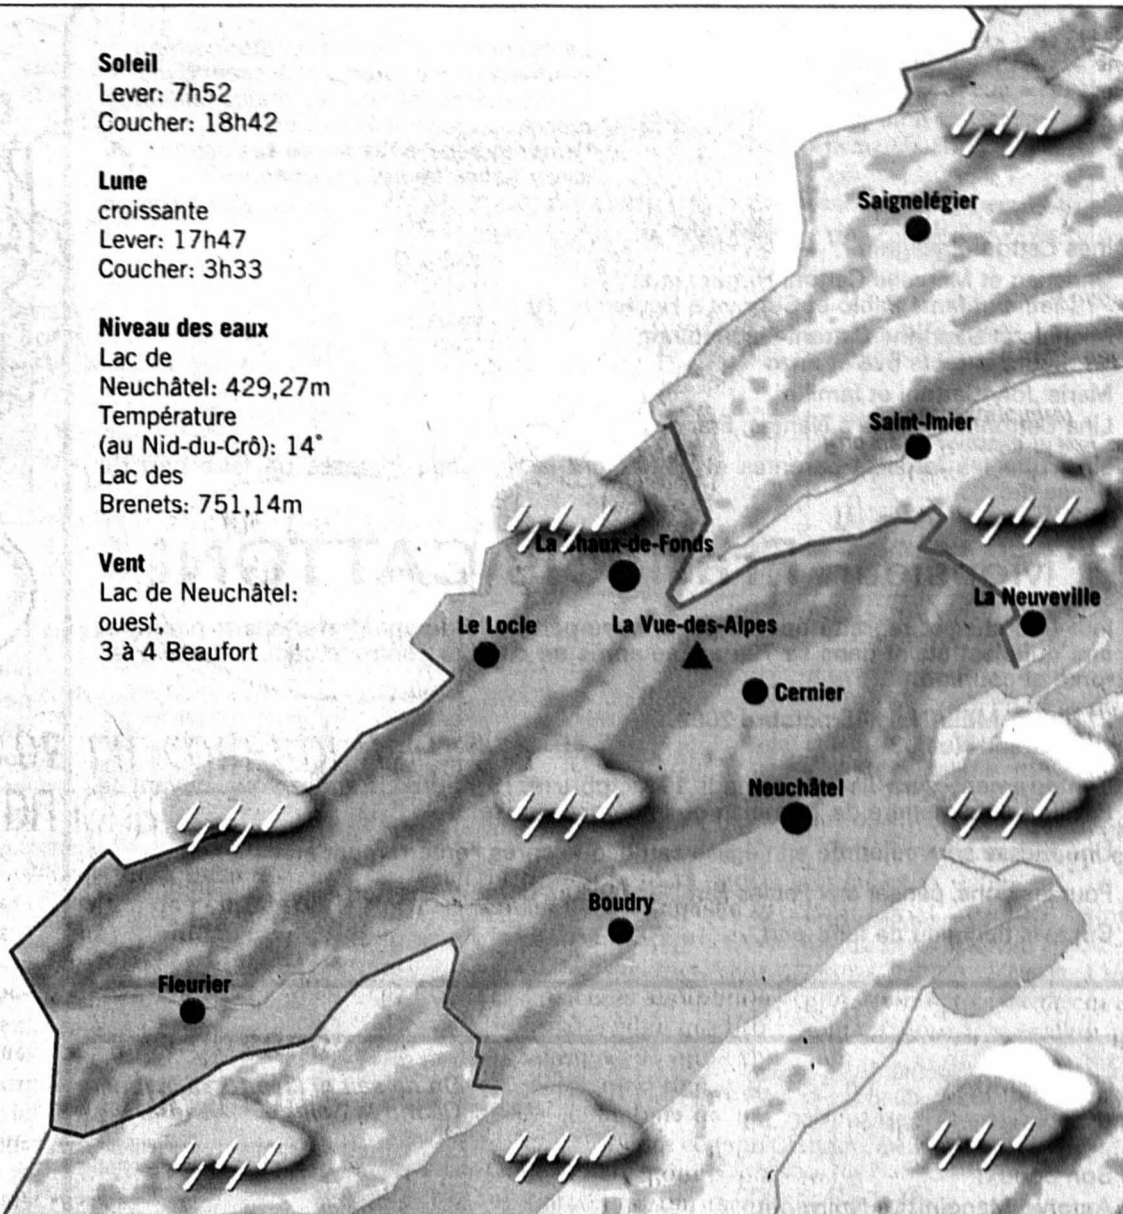 Soleil
Lever: 7h52
Coucher: 18h42
Lune
croissante
Lever: 17h47
Coucher: 3h33
Niveau des eaux
Lac de
Neuchâtel: 429,27m
Température
(au Nid-du-Crô): 14°
Lac des
Brenets: 751,14m
Vent
Lac de Neuchâtel:
ouest,
3 à 4 Beaufort
Saignelégier
Saint-Imier
La Chaux-de-Fonds
La Neuveville
Le Locle
La Vue-des-Alpes
Cernier
Neuchâtel
Boudry
Fleurier